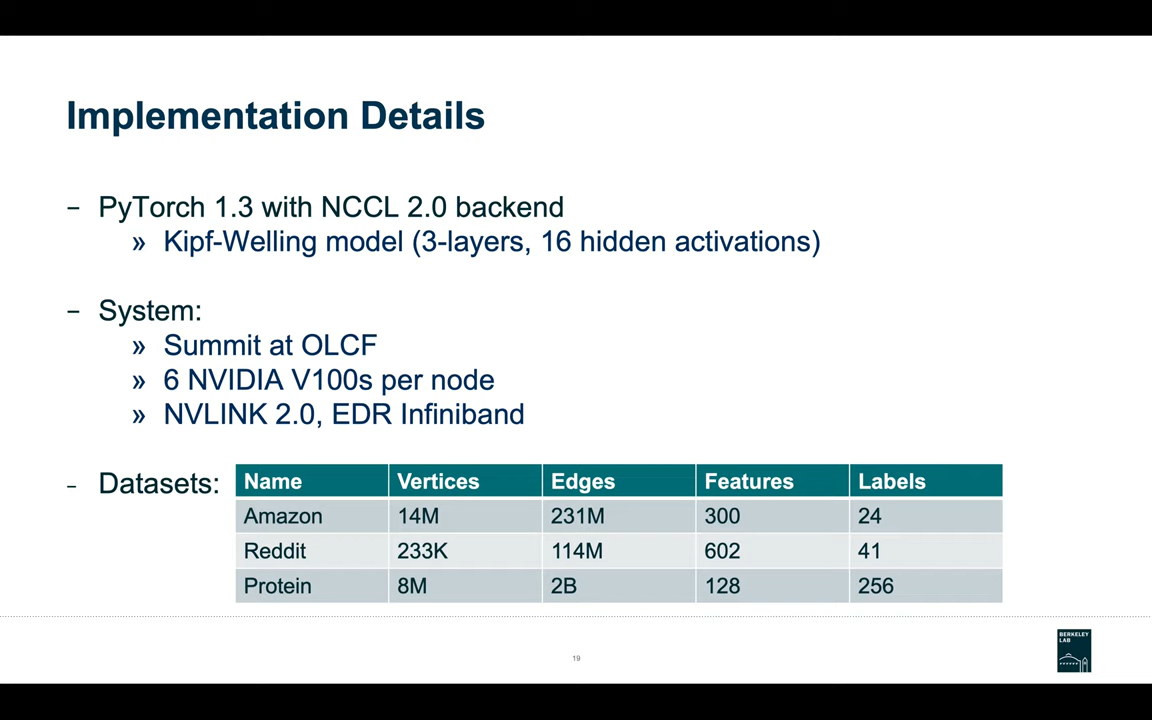 Implementation Details
– PyTorch 1.3 with NCCL 2.0 backend
» Kipf-Welling model (3-layers, 16 hidden activations)
– System:
» Summit at OLCF
» 6 NVIDIA V100s per node
» NVLINK 2.0, EDR Infiniband
– Datasets:
Name Vertices Edges Features Labels
Amazon 14M 231M 300 24
Reddit 233K 114M 602 41
Protein 8M 2B 128 256
19
BERKELEY
LAB